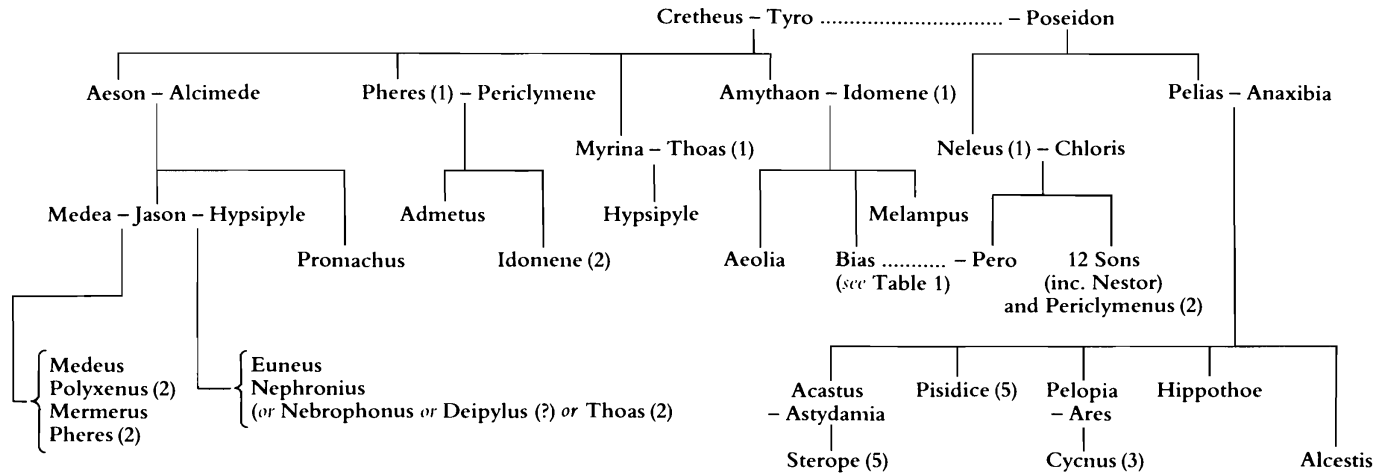 Cretheus – Tyro ............................. – Poseidon
Aeson – Alcimede Pheres (1) – Periclymene Amythaon – Idomene (1) Pelias – Anaxibia
Myrina – Thoas (1) Neleus (1) – Chloris
Medea – Jason – Hypsipyle Admetus Hypsipyle Melampus
Promachus Idomene (2) Aeolia Bias ........... – Pero 12 Sons
(see Table 1) (inc. Nestor)
and Periclymenus (2)
Medeus Euneus
Polyxenus (2) Nephronius Acastus Pisidice (5) Pelopia Hippothoe
Mermerus (or Nebrophonus or Deipylus (?) or Thoas (2) – Astydamia – Ares
Pheres (2)
Sterope (5) Cycnus (3) Alcestis